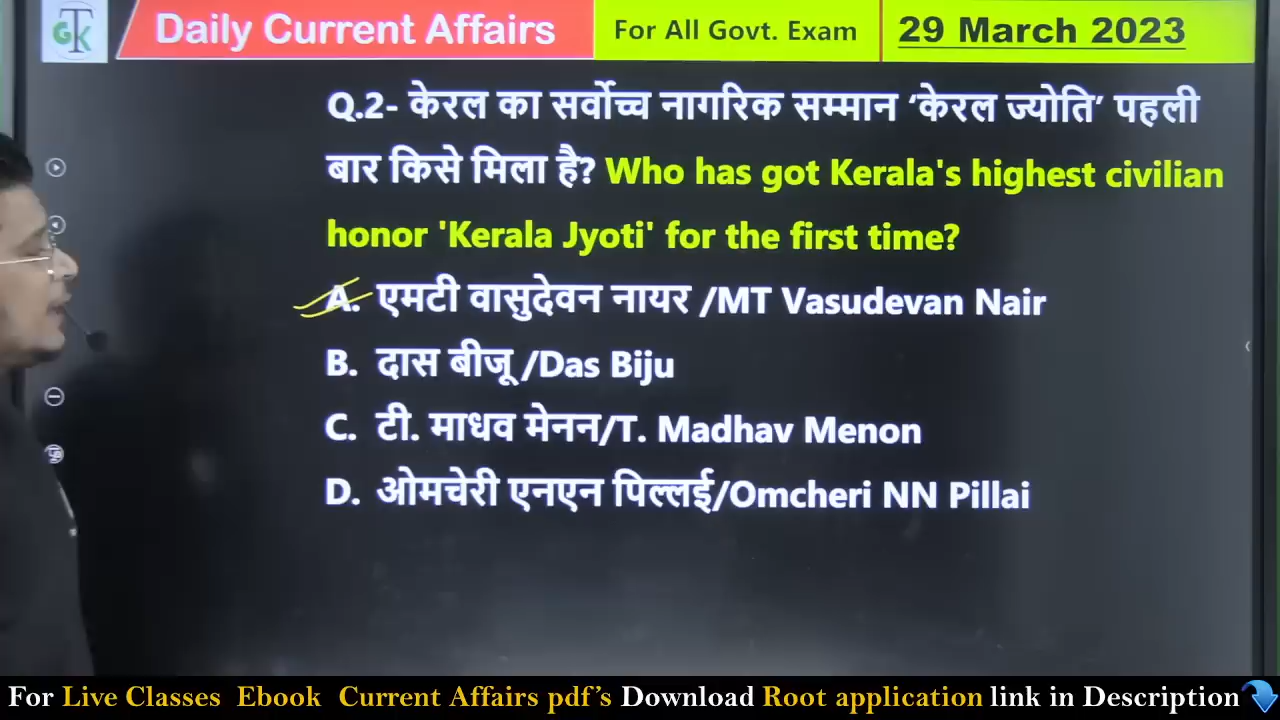 GTK
Daily Current Affairs
For All Govt. Exam
29 March 2023
Q.2- केरल का सर्वोच्च नागरिक सम्मान ‘केरल ज्योति’ पहली
बार किसे मिला है? Who has got Kerala's highest civilian
honor 'Kerala Jyoti' for the first time?
A. एमटी वासुदेवन नायर /MT Vasudevan Nair
B. दास बीजू /Das Biju
C. टी. माधव मेनन/T. Madhav Menon
D. ओमचेरी एनएन पिल्लई/Omcheri NN Pillai
For Live Classes Ebook Current Affairs pdf’s Download Root application link in Description